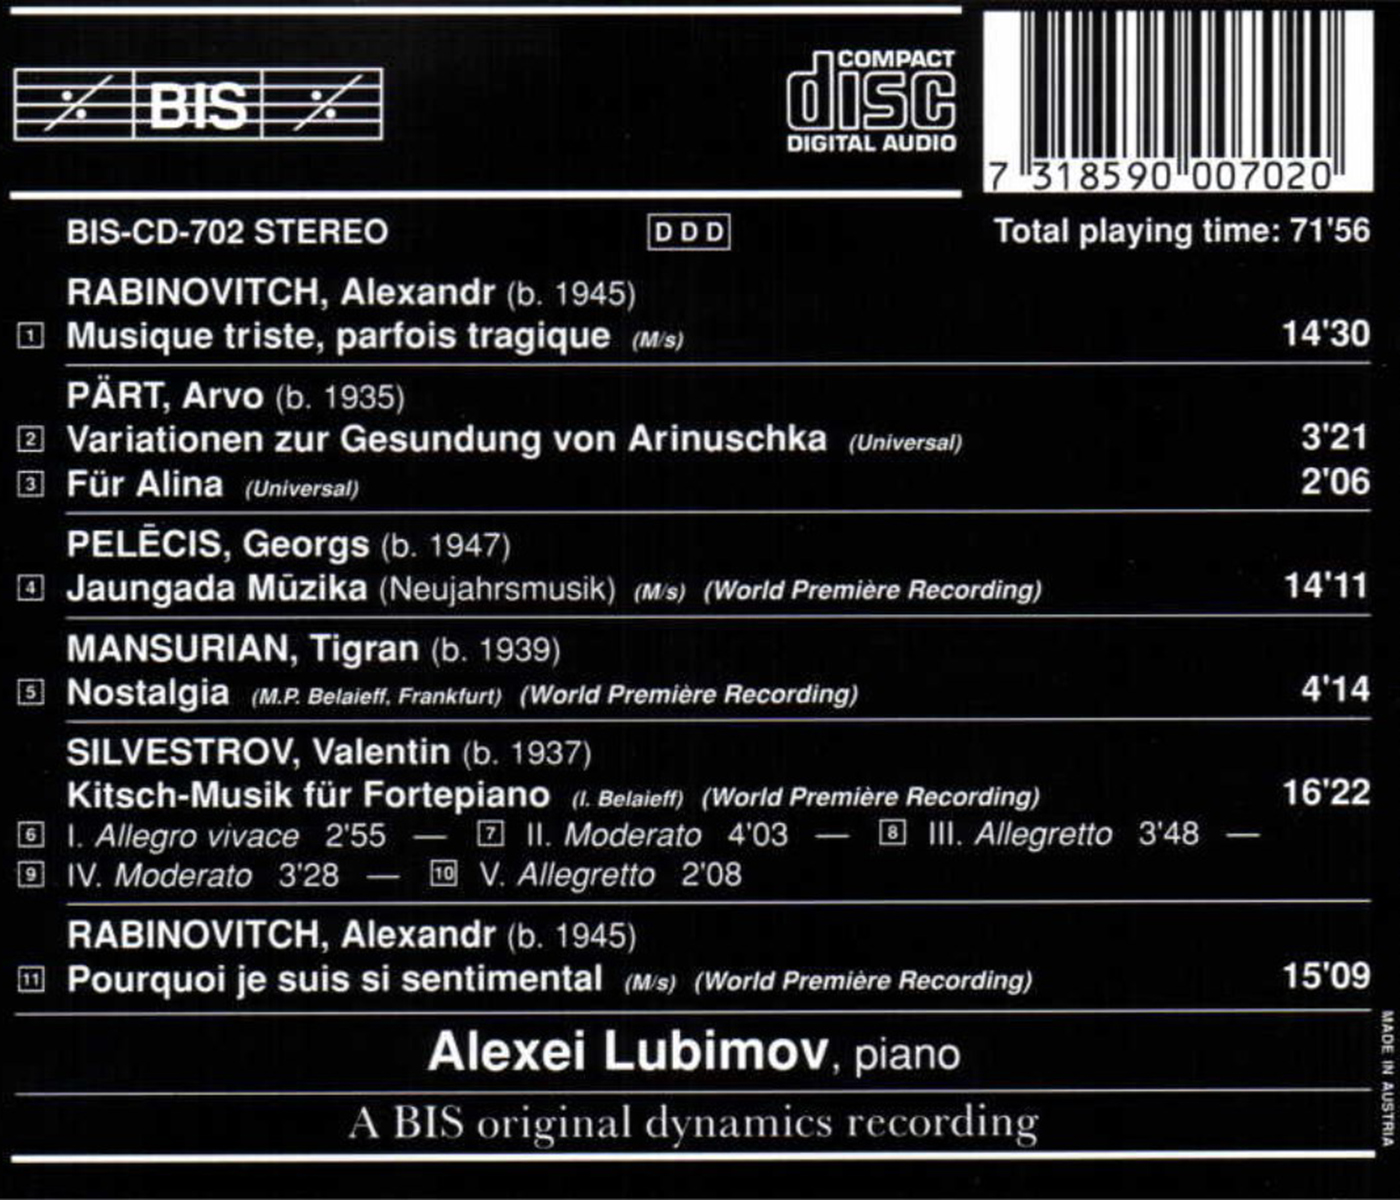 BIS
COMPACT
disc
DIGITAL AUDIO
7 318590 007020
BIS-CD-702 STEREO DDD Total playing time: 71'56
RABINOVITCH, Alexandr (b. 1945)
1 Musique triste, parfois tragique (M/s) 14'30
PÄRT, Arvo (b. 1935)
2 Variationen zur Gesundung von Arinuschka (Universal) 3'21
3 Für Alina (Universal) 2'06
PELĒCIS, Georgs (b. 1947)
4 Jaungada Mūzika (Neujahrsmusik) (M/s) (World Première Recording) 14'11
MANSURIAN, Tigran (b. 1939)
5 Nostalgia (M.P. Belaieff, Frankfurt) (World Première Recording) 4'14
SILVESTROV, Valentin (b. 1937)
Kitsch-Musik für Fortepiano (I. Belaieff) (World Première Recording) 16'22
6 I. Allegro vivace 2'55 — 7 II. Moderato 4'03 — 8 III. Allegretto 3'48 —
9 IV. Moderato 3'28 — 10 V. Allegretto 2'08
RABINOVITCH, Alexandr (b. 1945)
11 Pourquoi je suis si sentimental (M/s) (World Première Recording) 15'09
Alexei Lubimov, piano
A BIS original dynamics recording
MADE IN AUSTRIA